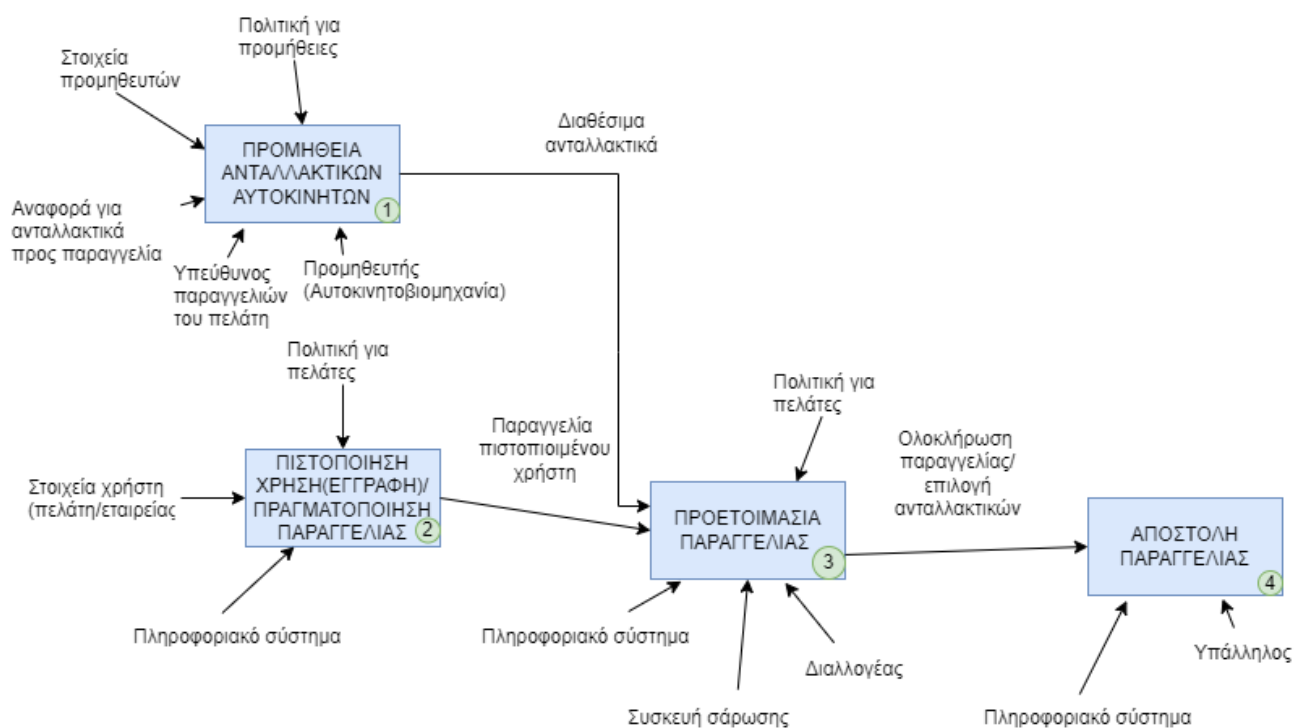 Πολιτική για
προμήθειες
Στοιχεία
προμηθευτών
ΠΡΟΜΗΘΕΙΑ
ΑΝΤΑΛΛΑΚΤΙΚΩΝ
ΑΥΤΟΚΙΝΗΤΩΝ
1
Διαθέσιμα
ανταλλακτικά
Αναφορά για
ανταλλακτικά
προς παραγγελία
Υπεύθυνος
παραγγελιών
του πελάτη
Προμηθευτής
(Αυτοκινητοβιομηχανία)
Πολιτική για
πελάτες
Στοιχεία χρήστη
(πελάτη/εταιρείας
ΠΙΣΤΟΠΟΙΗΣΗ
ΧΡΗΣΗ(ΕΓΓΡΑΦΗ)/
ΠΡΑΓΜΑΤΟΠΟΙΗΣΗ
ΠΑΡΑΓΓΕΛΙΑΣ
2
Πληροφοριακό σύστημα
Παραγγελία
πιστοπιοιμένου
χρήστη
Πολιτική για
πελάτες
ΠΡΟΕΤΟΙΜΑΣΙΑ
ΠΑΡΑΓΓΕΛΙΑΣ
3
Πληροφοριακό σύστημα
Συσκευή σάρωσης
Διαλλογέας
Ολοκλήρωση
παραγγελίας/
επιλογή
ανταλλακτικών
ΑΠΟΣΤΟΛΗ
ΠΑΡΑΓΓΕΛΙΑΣ
4
Πληροφοριακό σύστημα
Υπάλληλος